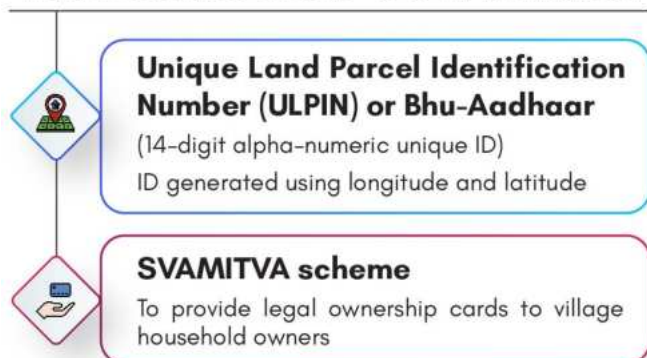 Unique Land Parcel Identification
Number (ULPIN) or Bhu-Aadhaar
(14-digit alpha-numeric unique ID)
ID generated using longitude and latitude
SVAMITVA scheme
To provide legal ownership cards to village
household owners